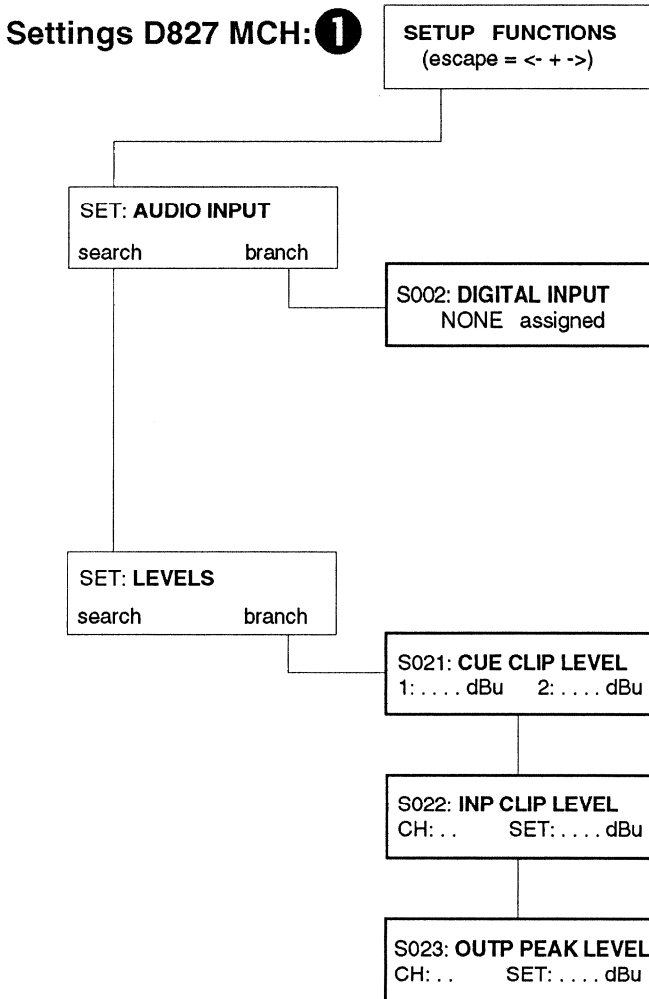 Settings D827 MCH: 1
SETUP FUNCTIONS
(escape = <- + ->)
SET: AUDIO INPUT
search branch
S002: DIGITAL INPUT
NONE assigned
SET: LEVELS
search branch
S021: CUE CLIP LEVEL
1: . . . . dBu 2: . . . . dBu
S022: INP CLIP LEVEL
CH: . . SET: . . . . dBu
S023: OUTP PEAK LEVEL
CH: . . SET: . . . . dBu